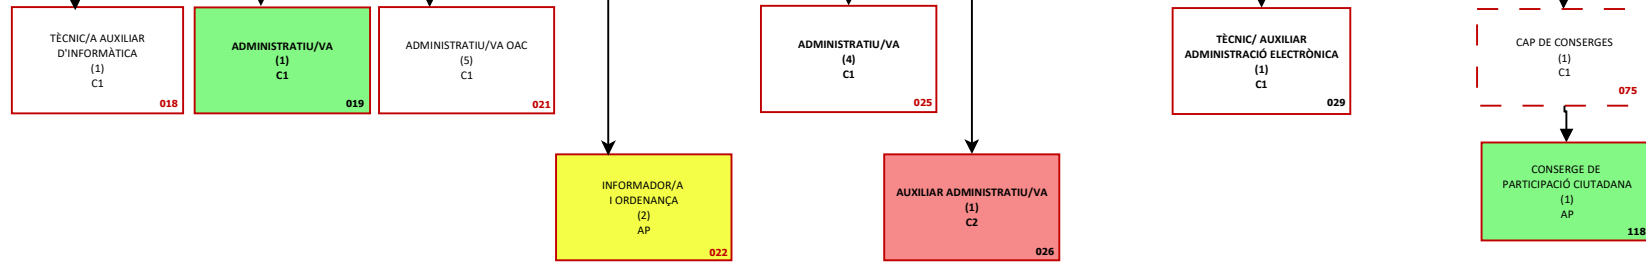 TÈCNIC/A AUXILIAR
D'INFORMÀTICA
(1)
C1
018
ADMINISTRATIU/VA
(1)
C1
019
ADMINISTRATIU/VA OAC
(5)
C1
021
INFORMADOR/A
I ORDENANÇA
(2)
AP
022
ADMINISTRATIU/VA
(4)
C1
025
AUXILIAR ADMINISTRATIU/VA
(1)
C2
026
TÈCNIC/ AUXILIAR
ADMINISTRACIÓ ELECTRÒNICA
(1)
C1
029
CAP DE CONSERGES
(1)
C1
075
CONSERGE DE
PARTICIPACIÓ CIUTADANA
(1)
AP
118